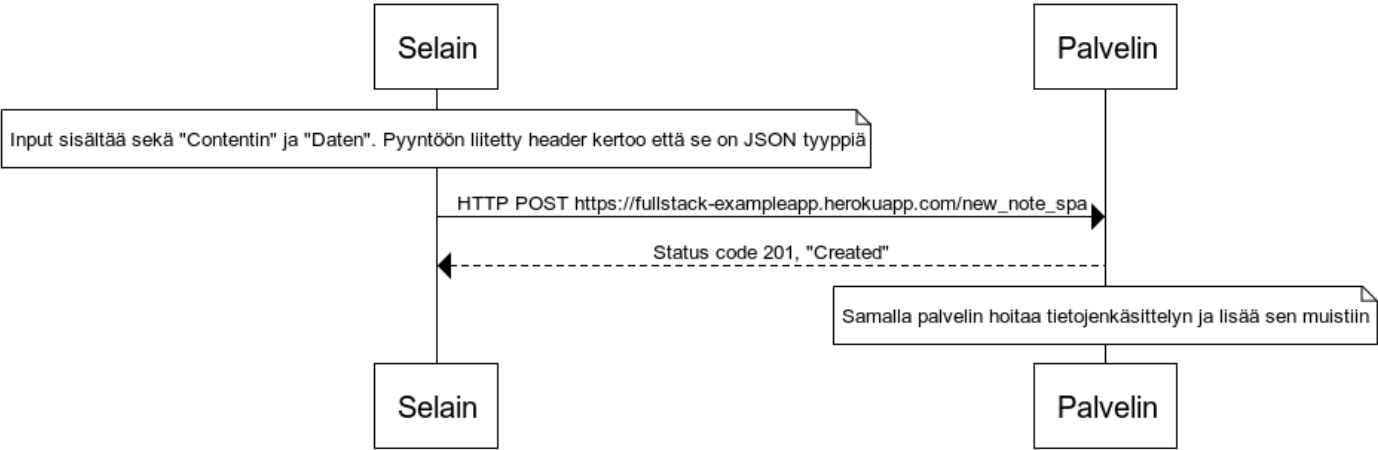 Selain
Palvelin
Input sisältää sekä "Contentin" ja "Daten". Pyyntöön liitetty header kertoo että se on JSON tyyppiä
HTTP POST https://fullstack-exampleapp.herokuapp.com/new_note_spa
Status code 201, "Created"
Samalla palvelin hoitaa tietojenkäsittelyn ja lisää sen muistiin
Selain
Palvelin